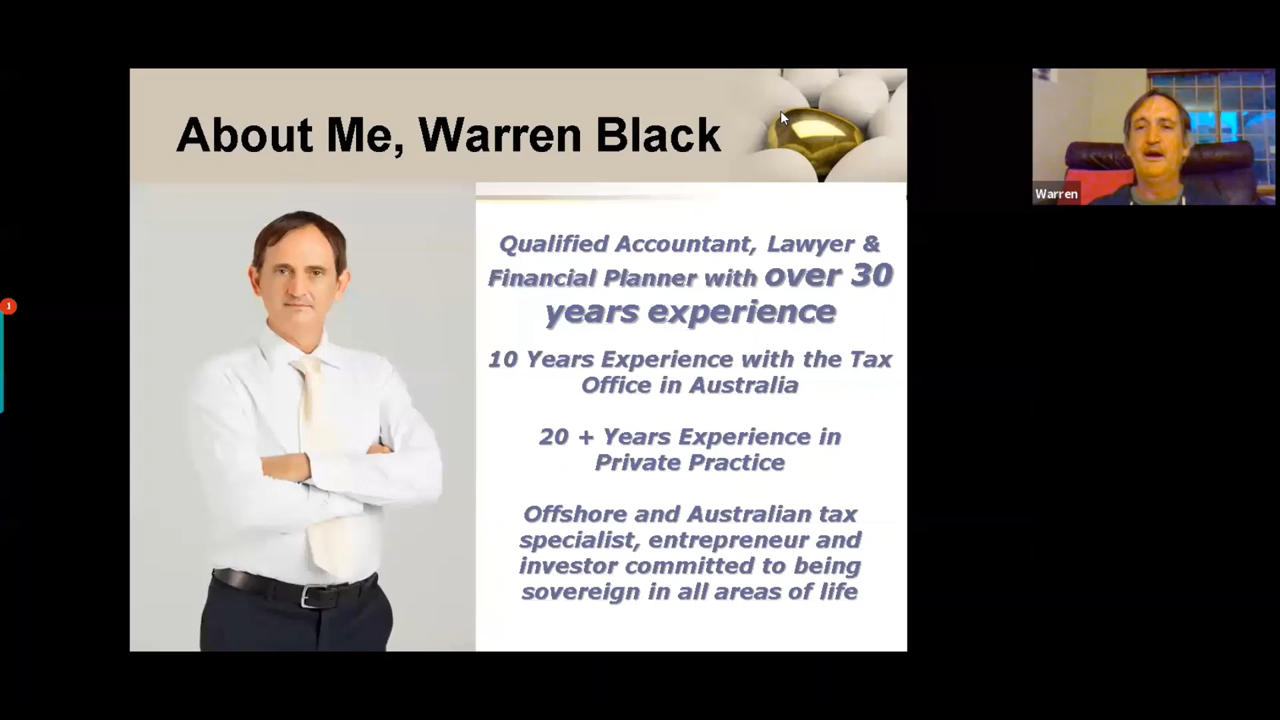 About Me, Warren Black
Warren
Qualified Accountant, Lawyer &
Financial Planner with over 30
years experience
1
10 Years Experience with the Tax
Office in Australia
20 + Years Experience in
Private Practice
Offshore and Australian tax
specialist, entrepreneur and
investor committed to being
sovereign in all areas of life